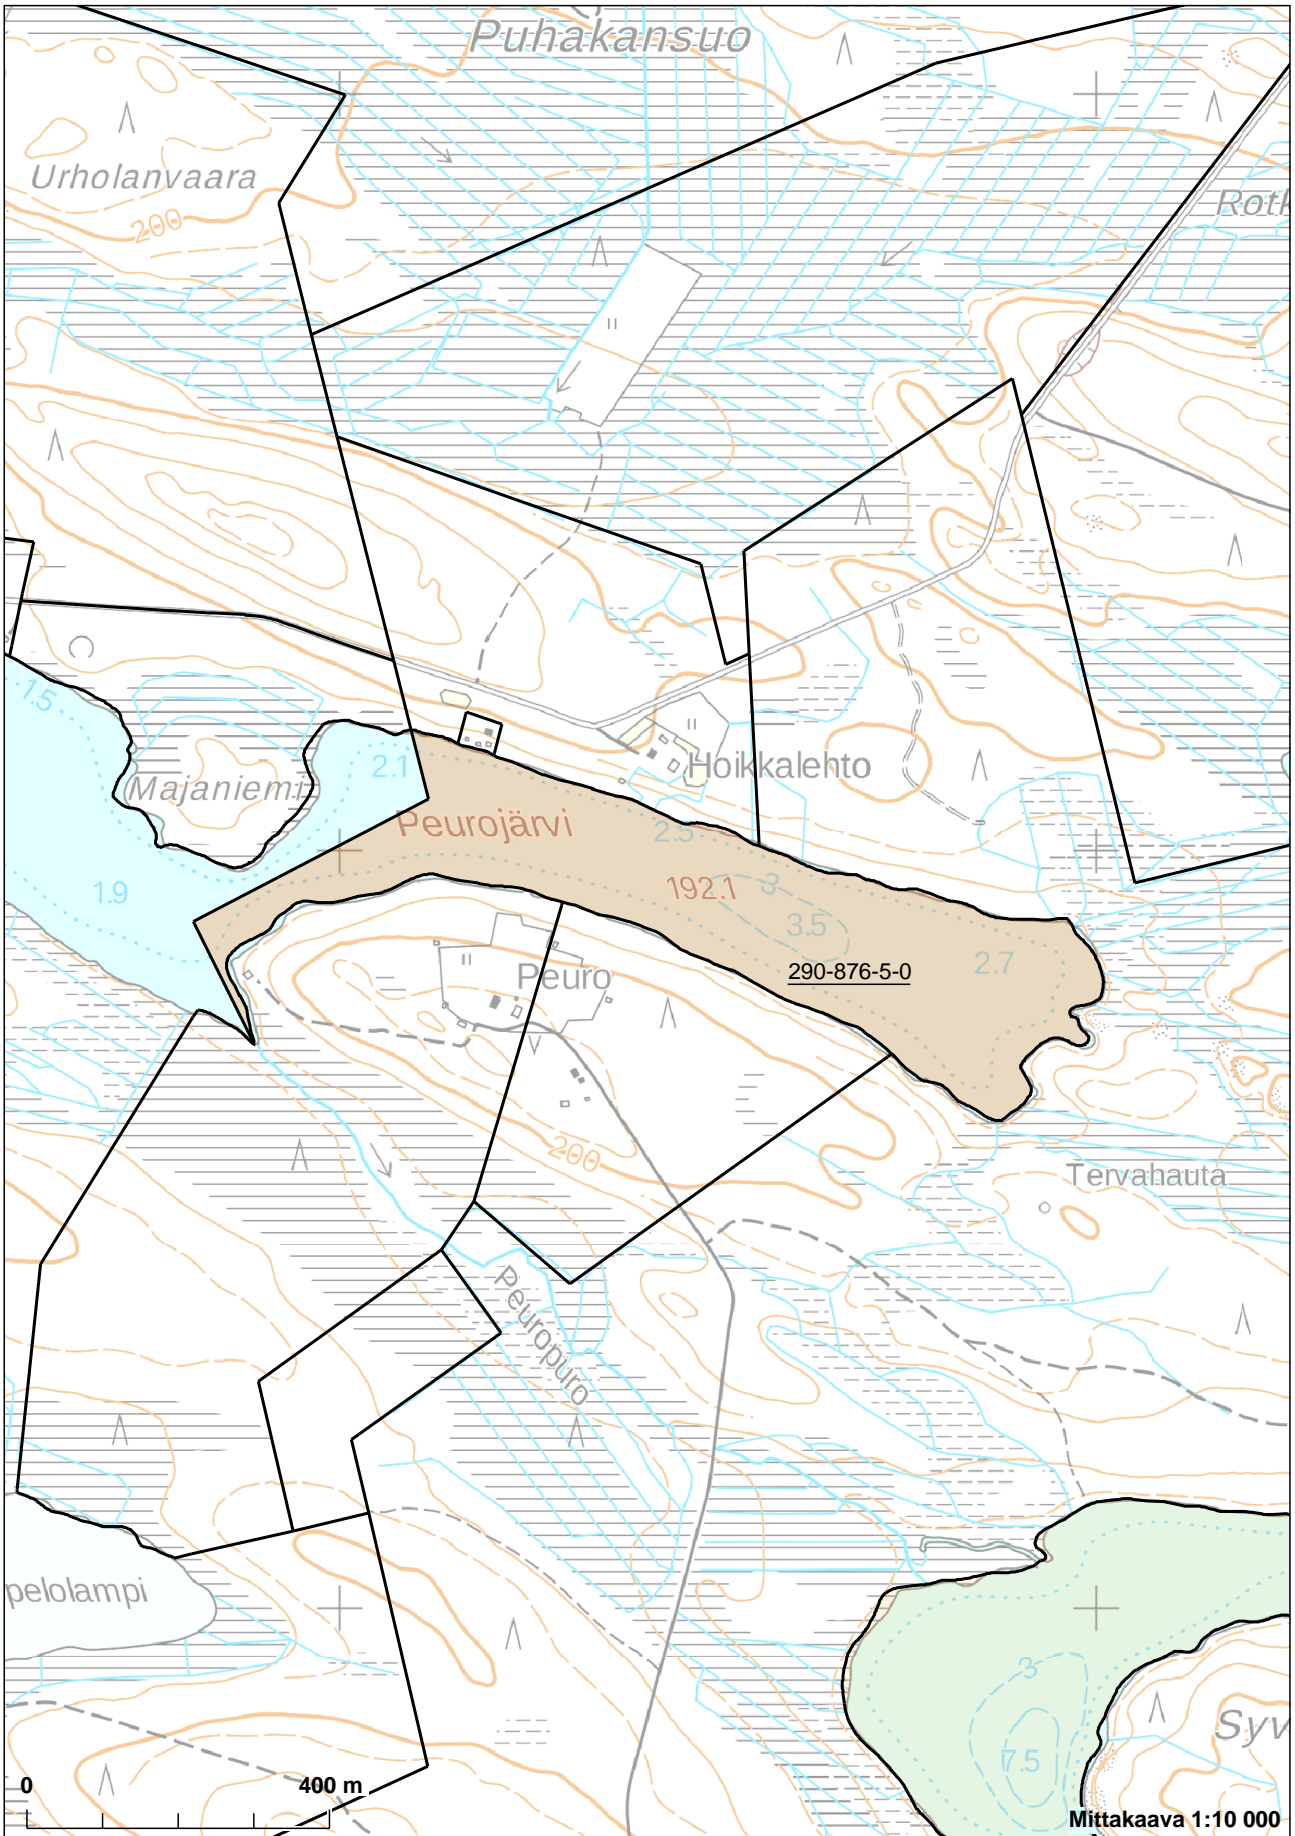 Puhakansuo
Urholanvaara
200
Rotk
1.5
2.1
Majaniemi
Hoikkalehto
Peurojärvi
2.5
1.9
192.1
3
3.5
2.7
290-876-5-0
Peuro
200
Tervahauta
Peuropuro
pelolampi
3
7.5
Syv
0
400 m
Mittakaava 1:10 000